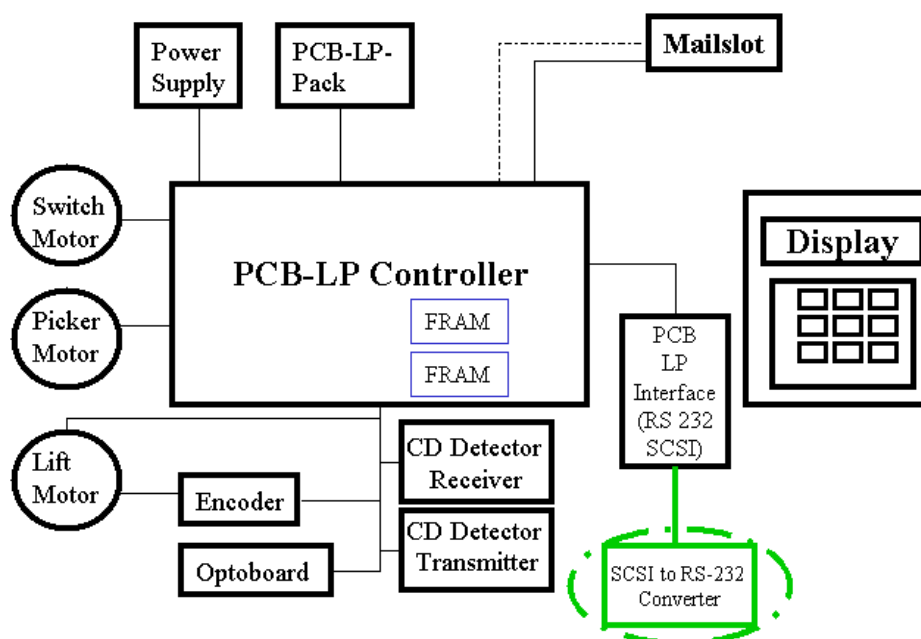 Power
Supply
PCB-LP-
Pack
Mailslot
Switch
Motor
PCB-LP Controller
Display
Picker
Motor
FRAM
FRAM
PCB
LP
Interface
(RS 232
SCSI)
Lift
Motor
CD Detector
Receiver
Encoder
CD Detector
Transmitter
Optoboard
SCSI to RS-232
Converter